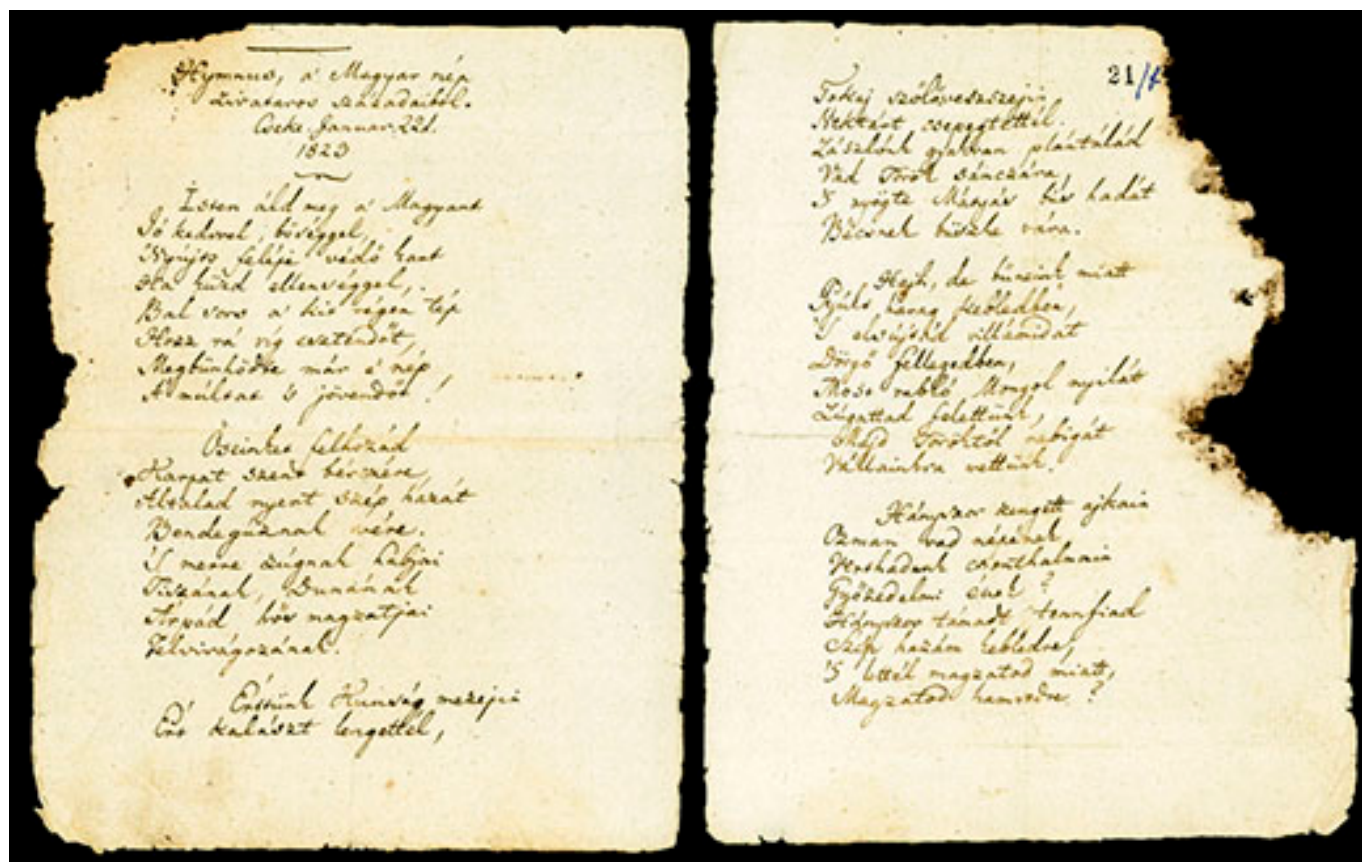 Hymnus, a' Magyar nép
zivataros századaiból.
Cseke. Januar. 22d.
1823
Isten áld meg a' Magyart
Jó kedvvel, bőséggel,
Nyújts feléje védő kart
Ha küzd ellenséggel,
Bal sors a' kit régen tép
Hozz rá víg esztendőt,
Megbűnhődte már e' nép
A' múltat 's jövendőt!
Őseinket felhozád
Kárpát szent bérczére
Általad nyert szép hazát
Bendegúznak vére.
'S merre zúgnak habjai
Tiszának, Dunának
Árpád hős magzatjai
Felvirágozának.
Értünk Kunság mezején
Ért kalászt lengettél,
21/1
Tokaj szőlővesszején
Nektárt csepegtettél.
Zászlónk gyakran plántálád
Vad Török sánczára,
'S nyögte Mátyás bús hadát
Bécsnek büszke vára.
Hajh, de bűneink miatt
Gyúlt harag kebledben,
'S elsújtád villámidat
Dörgő fellegedben,
Most rabló Mongol nyilát
Zúgattad felettünk,
Majd Töröktől rabigát
Vállainkra vettünk.
Hányszor zengett ajkain
Ozman vad népének
Vert hadunk csonthalmain
Győzedelmi ének?
Hányszor támadt tennfiad
Szép hazám kebledre,
'S lettél magzatod miatt,
Magzatod hamvvedre?